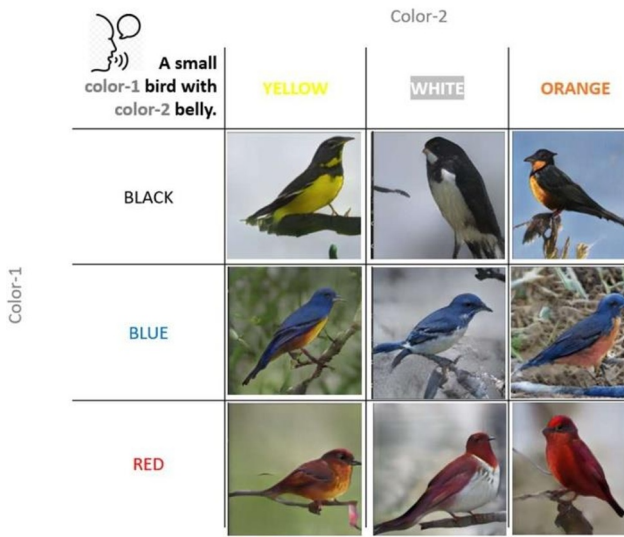 Color-2
A small
color-1 bird with
color-2 belly.
YELLOW
WHITE
ORANGE
BLACK
Color-1
BLUE
RED